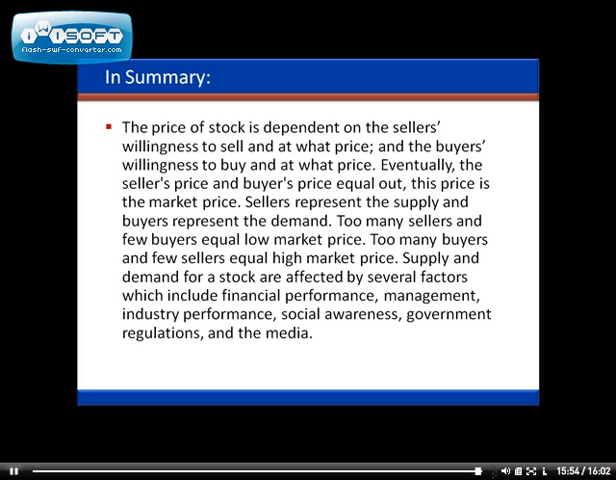 iWiSOFT
flash-swf-converter.com
In Summary:
The price of stock is dependent on the sellers’
willingness to sell and at what price; and the buyers’
willingness to buy and at what price. Eventually, the
seller's price and buyer's price equal out, this price is
the market price. Sellers represent the supply and
buyers represent the demand. Too many sellers and
few buyers equal low market price. Too many buyers
and few sellers equal high market price. Supply and
demand for a stock are affected by several factors
which include financial performance, management,
industry performance, social awareness, government
regulations, and the media.
15:54 / 16:02